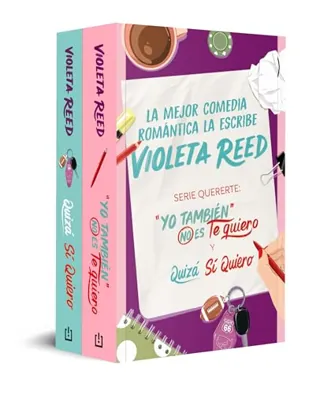 VIOLETA REED
Quizá Sí Quiero
VIOLETA REED
"YO TAMBIÉN"
NO ES Te quiero
LA MEJOR COMEDIA
ROMÁNTICA LA ESCRIBE
VIOLETA REED
SERIE QUERERTE:
"YO TAMBIÉN"
NO ES Te quiero
Y
Quizá Sí Quiero
66